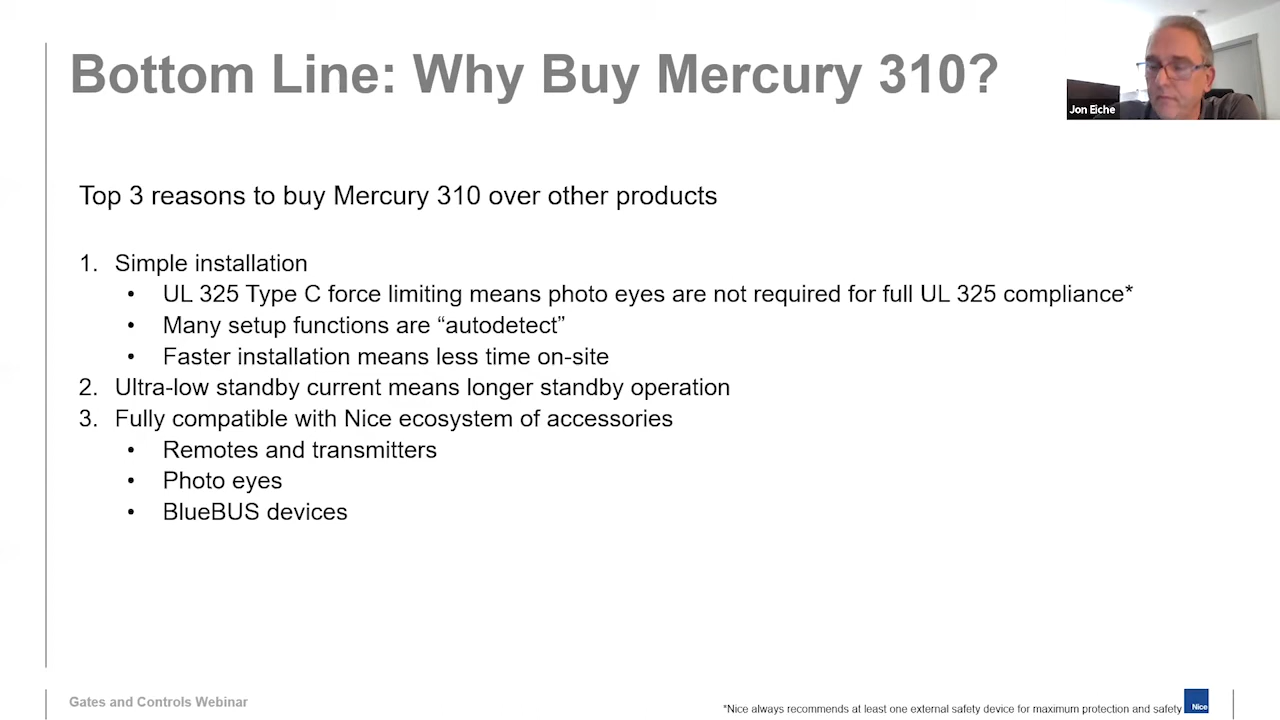 Bottom Line: Why Buy Mercury 310?
Jon Eiche
Top 3 reasons to buy Mercury 310 over other products
1. Simple installation
• UL 325 Type C force limiting means photo eyes are not required for full UL 325 compliance*
• Many setup functions are “autodetect”
• Faster installation means less time on-site
2. Ultra-low standby current means longer standby operation
3. Fully compatible with Nice ecosystem of accessories
• Remotes and transmitters
• Photo eyes
• BlueBUS devices
Gates and Controls Webinar
*Nice always recommends at least one external safety device for maximum protection and safety
Nice